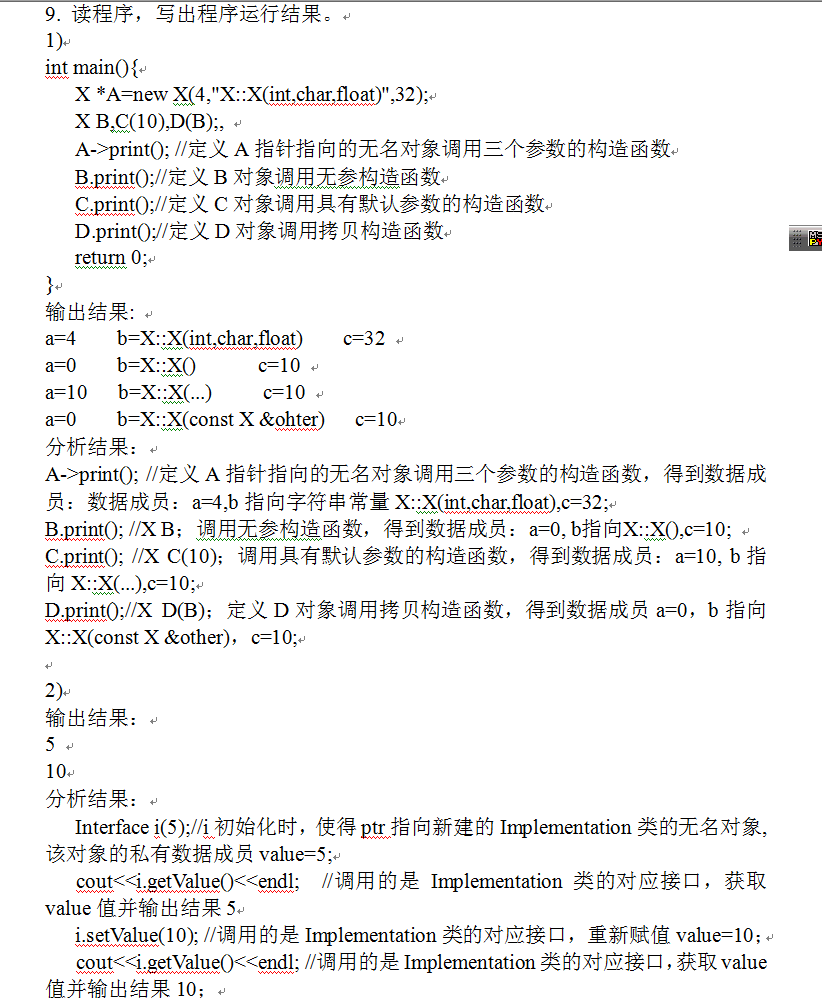 9. 读程序，写出程序运行结果。
1)
int main(){
X *A=new X(4,"X::X(int,char,float)",32);
X B,C(10),D(B);,
A->print(); //定义 A 指针指向的无名对象调用三个参数的构造函数
B.print();//定义 B 对象调用无参构造函数
C.print();//定义 C 对象调用具有默认参数的构造函数
D.print();//定义 D 对象调用拷贝构造函数
return 0;
}
输出结果:
a=4 b=X::X(int,char,float) c=32
a=0 b=X::X() c=10
a=10 b=X::X(...) c=10
a=0 b=X::X(const X &ohter) c=10
分析结果：
A->print(); //定义 A 指针指向的无名对象调用三个参数的构造函数，得到数据成
员：数据成员：a=4,b 指向字符串常量 X::X(int,char,float),c=32;
B.print(); //X B；调用无参构造函数，得到数据成员：a=0, b指向X::X(),c=10;
C.print(); //X C(10)；调用具有默认参数的构造函数，得到数据成员：a=10, b 指
向 X::X(...),c=10;
D.print();//X D(B)；定义 D 对象调用拷贝构造函数，得到数据成员 a=0，b 指向
X::X(const X &other)，c=10;
2)
输出结果：
5
10
分析结果：
Interface i(5);//i 初始化时，使得 ptr 指向新建的 Implementation 类的无名对象,
该对象的私有数据成员 value=5;
cout<<i.getValue()<<endl; //调用的是 Implementation 类的对应接口，获取
value 值并输出结果 5
i.setValue(10); //调用的是 Implementation 类的对应接口，重新赋值 value=10；
cout<<i.getValue()<<endl; //调用的是 Implementation 类的对应接口，获取 value
值并输出结果 10；